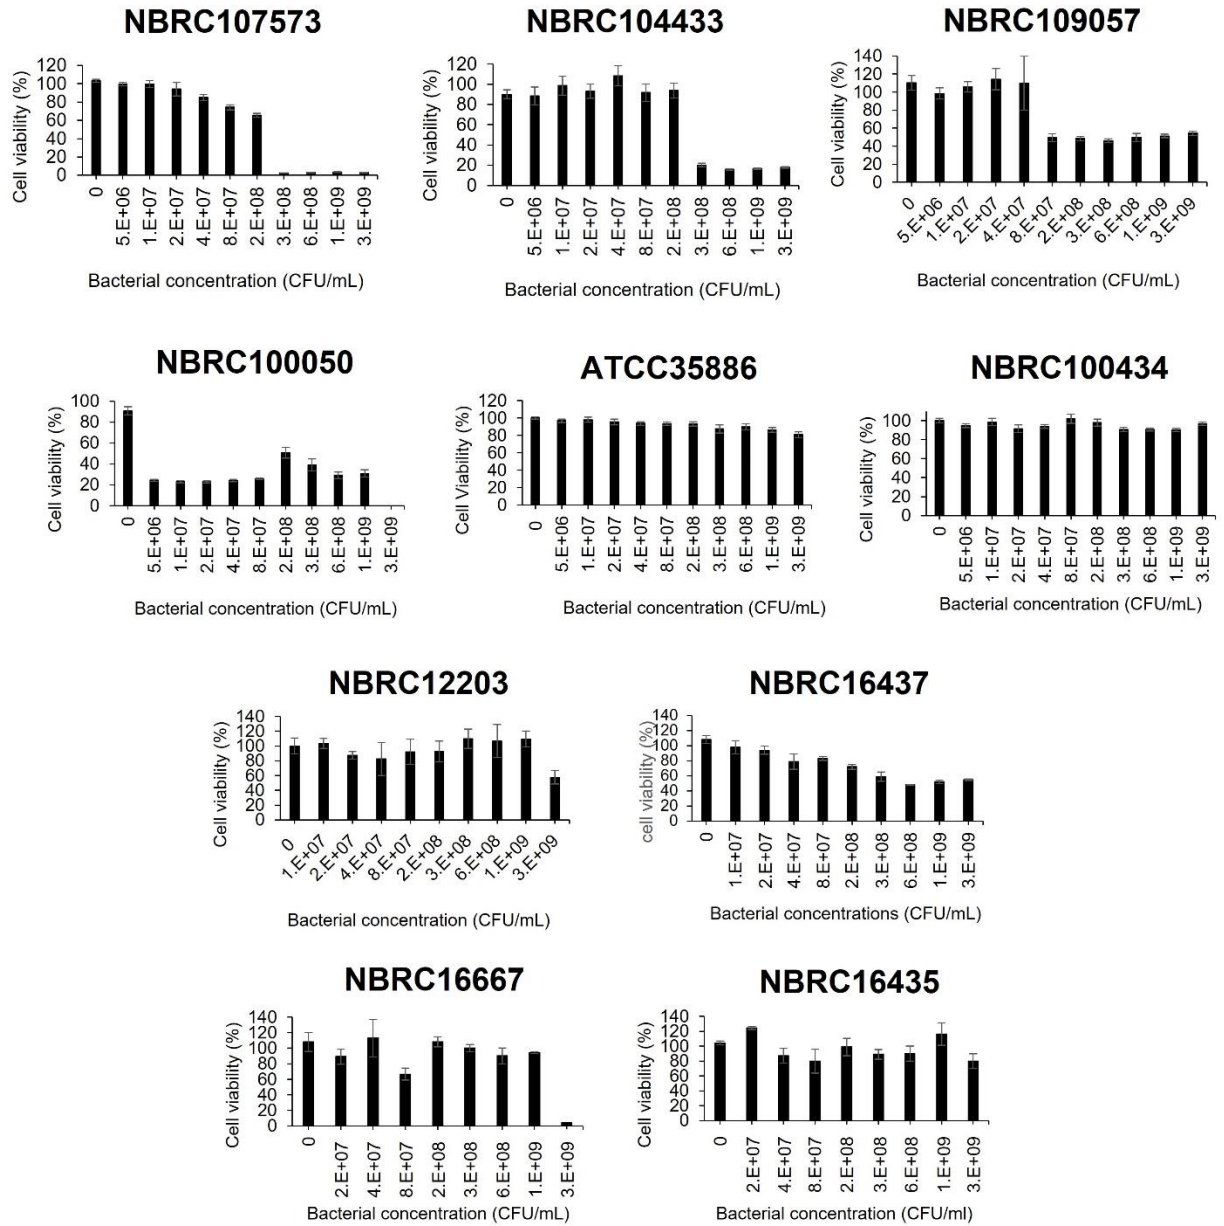 NBRC107573
Cell viability (%)
120
100
80
60
40
20
0
0 5.E+06 1.E+07 2.E+07 4.E+07 8.E+07 2.E+08 3.E+08 6.E+08 1.E+09 3.E+09
Bacterial concentration (CFU/mL)
NBRC104433
Cell viability (%)
120
100
80
60
40
20
0
0 5.E+06 1.E+07 2.E+07 4.E+07 8.E+07 2.E+08 3.E+08 6.E+08 1.E+09 3.E+09
Bacterial concentration (CFU/mL)
NBRC109057
Cell viability (%)
140
120
100
80
60
40
20
0
0 5.E+06 1.E+07 2.E+07 4.E+07 8.E+07 2.E+08 3.E+08 6.E+08 1.E+09 3.E+09
Bacterial concentration (CFU/mL)
NBRC100050
Cell viability (%)
100
80
60
40
20
0
0 5.E+06 1.E+07 2.E+07 4.E+07 8.E+07 2.E+08 3.E+08 6.E+08 1.E+09 3.E+09
Bacterial concentration (CFU/mL)
ATCC35886
Cell Viability (%)
120
100
80
60
40
20
0
0 5.E+06 1.E+07 2.E+07 4.E+07 8.E+07 2.E+08 3.E+08 6.E+08 1.E+09 3.E+09
Bacterial concentration (CFU/mL)
NBRC100434
Cell viability (%)
100
80
60
40
20
0
0 5.E+06 1.E+07 2.E+07 4.E+07 8.E+07 2.E+08 3.E+08 6.E+08 1.E+09 3.E+09
Bacterial concentration (CFU/mL)
NBRC12203
Cell viability (%)
140
120
100
80
60
40
20
0
0 1.E+07 2.E+07 4.E+07 8.E+07 2.E+08 3.E+08 6.E+08 1.E+09 3.E+09
Bacterial concentration (CFU/mL)
NBRC16437
cell viability (%)
140
120
100
80
60
40
20
0
0 1.E+07 2.E+07 4.E+07 8.E+07 2.E+08 3.E+08 6.E+08 1.E+09 3.E+09
Bacterial concentrations (CFU/mL)
NBRC16667
Cell viability (%)
140
120
100
80
60
40
20
0
0 2.E+07 4.E+07 8.E+07 2.E+08 3.E+08 6.E+08 1.E+09 3.E+09
Bacterial concentration (CFU/mL)
NBRC16435
Cell viability (%)
140
120
100
80
60
40
20
0
0 2.E+07 4.E+07 8.E+07 2.E+08 3.E+08 6.E+08 1.E+09 3.E+09
Bacterial concentration (CFU/ml)